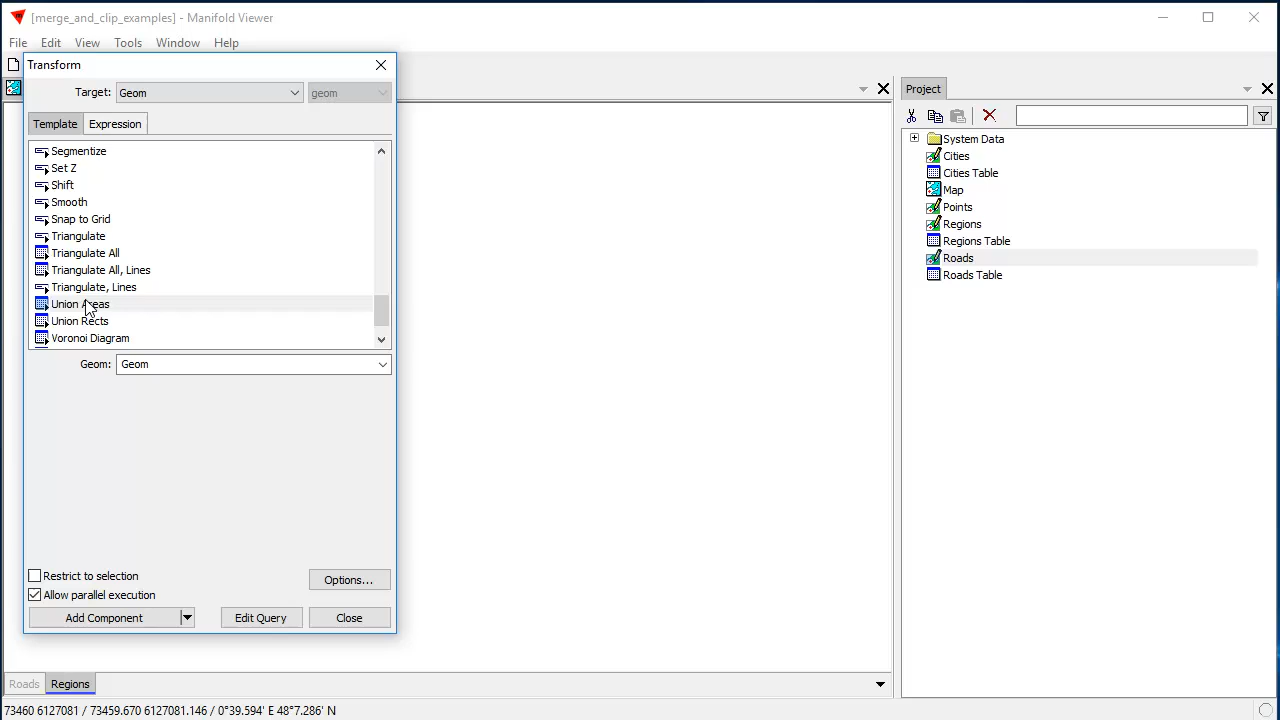 [merge_and_clip_examples] - Manifold Viewer
File Edit View Tools Window Help
Transform
Target: Geom geom
Template Expression
Segmentize
Set Z
Shift
Smooth
Snap to Grid
Triangulate
Triangulate All
Triangulate All, Lines
Triangulate, Lines
Union Areas
Union Rects
Voronoi Diagram
Geom: Geom
Restrict to selection
Options...
Allow parallel execution
Add Component Edit Query Close
Roads Regions
73460 6127081 / 73459.670 6127081.146 / 0°39.594' E 48°7.286' N
Project
System Data
Cities
Cities Table
Map
Points
Regions
Regions Table
Roads
Roads Table